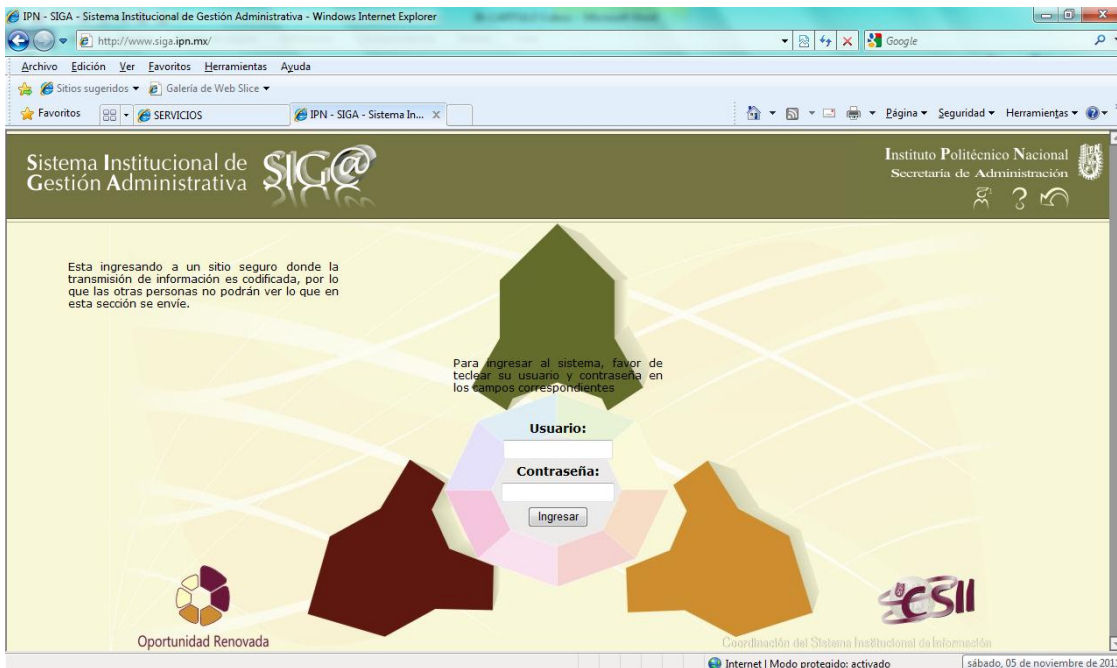 IPN - SIGA - Sistema Institucional de Gestión Administrativa - Windows Internet Explorer
http://www.siga.ipn.mx/
Google
Archivo Edición Ver Favoritos Herramientas Ayuda
Sitios sugeridos Galería de Web Slice
Favoritos SERVICIOS IPN - SIGA - Sistema In... Página Seguridad Herramientas
Sistema Institucional de
Gestión Administrativa
SIG@
Instituto Politécnico Nacional
Secretaría de Administración
Esta ingresando a un sitio seguro donde la
transmisión de información es codificada, por lo
que las otras personas no podrán ver lo que en
esta sección se envíe.
Para ingresar al sistema, favor de
teclear su usuario y contraseña en
los campos correspondientes
Usuario:
Contraseña:
Ingresar
Oportunidad Renovada
CSII
Coordinación del Sistema Institucional de Información
Internet | Modo protegido: activado
sábado, 05 de noviembre de 201